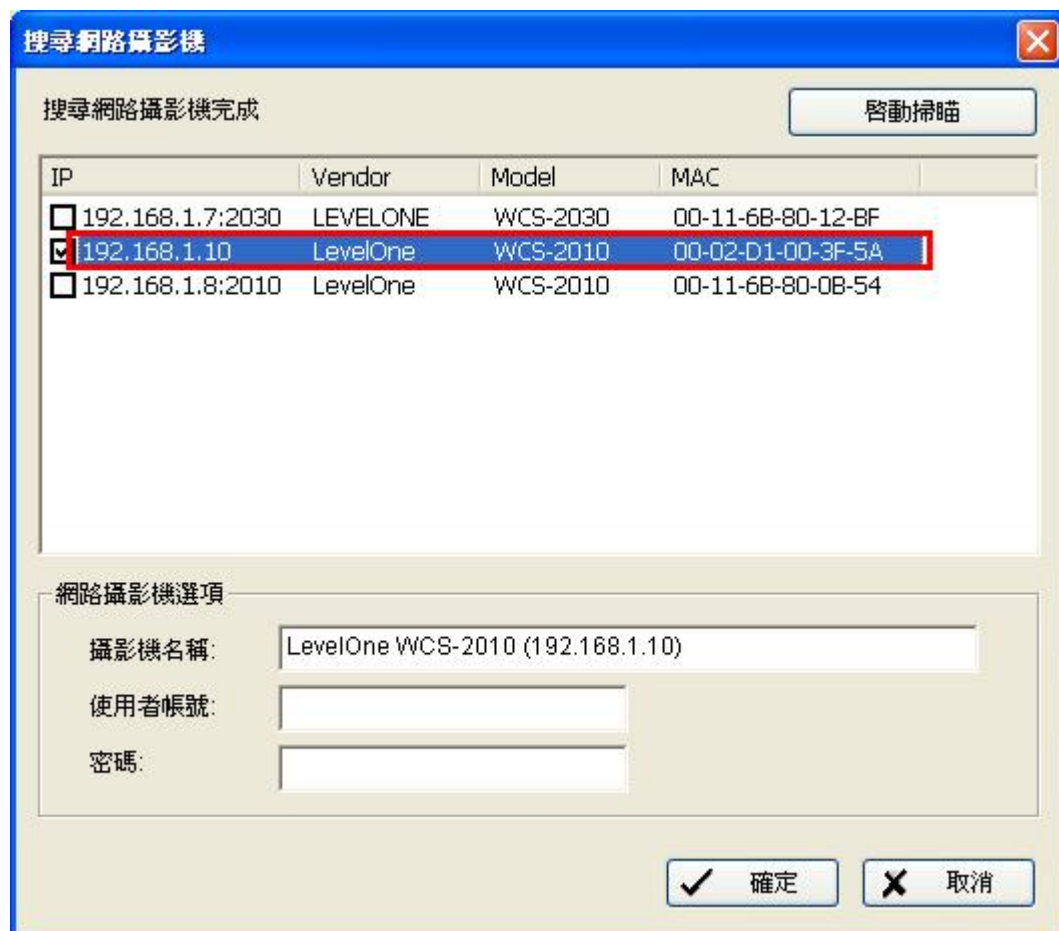 搜尋網路攝影機
搜尋網路攝影機完成
啓動掃瞄
IP Vendor Model MAC
192.168.1.7:2030 LEVELONE WCS-2030 00-11-6B-80-12-BF
192.168.1.10 LevelOne WCS-2010 00-02-D1-00-3F-5A
192.168.1.8:2010 LevelOne WCS-2010 00-11-6B-80-0B-54
網路攝影機選項
攝影機名稱: LevelOne WCS-2010 (192.168.1.10)
使用者帳號:
密碼:
確定 取消